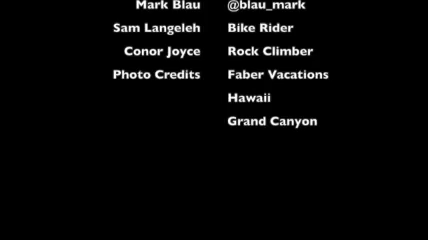 Mark Blau @blau_mark
Sam Langeleh Bike Rider
Conor Joyce Rock Climber
Photo Credits Faber Vacations
Hawaii
Grand Canyon